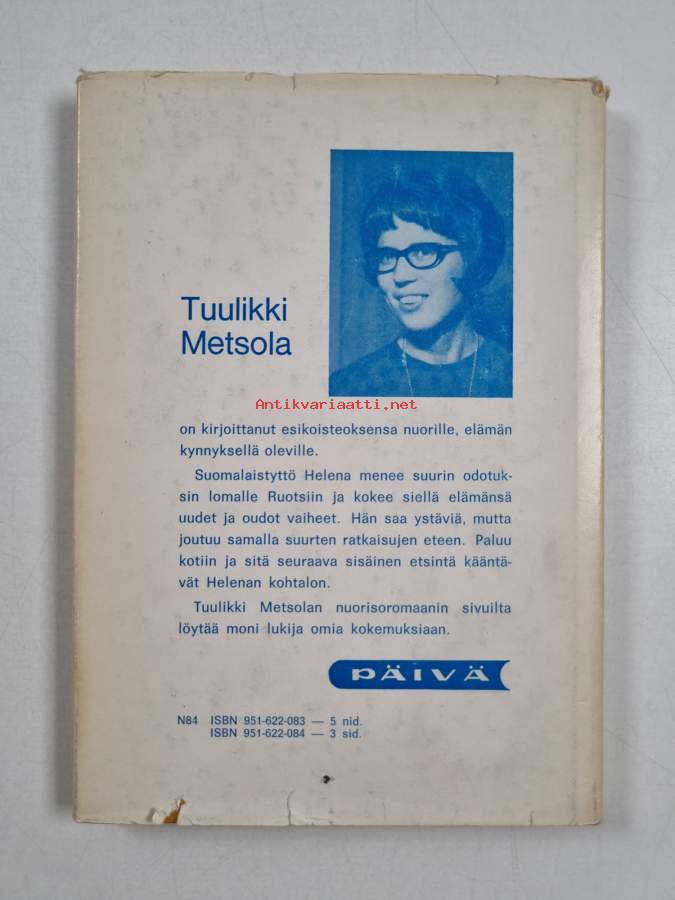 Tuulikki
Metsola
Antikvariaatti.net
on kirjoittanut esikoisteoksensa nuorille, elämän
kynnyksellä oleville.
Suomalaistyttö Helena menee suurin odotuk-
sin lomalle Ruotsiin ja kokee siellä elämänsä
uudet ja oudot vaiheet. Hän saa ystäviä, mutta
joutuu samalla suurten ratkaisujen eteen. Paluu
kotiin ja sitä seuraava sisäinen etsintä kääntä-
vät Helenan kohtalon.
Tuulikki Metsolan nuorisoromaanin sivuilta
löytää moni lukija omia kokemuksiaan.
PÄIVÄ
N84 ISBN 951-622-083 — 5 nid.
ISBN 951-622-084 — 3 sid.